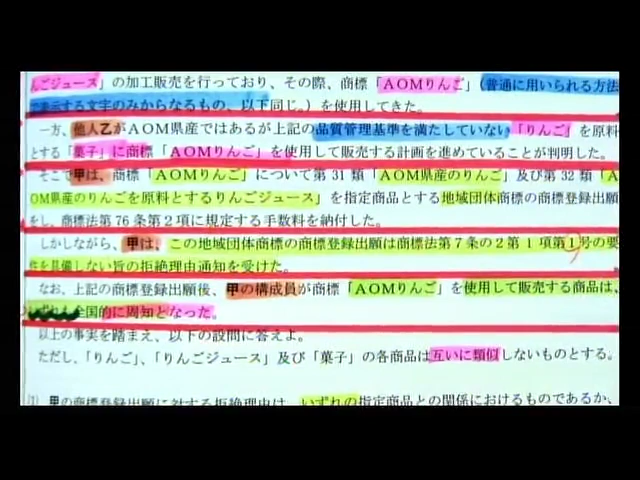 んごジュース」の加工販売を行っており、その際、商標「ＡＯＭりんご」（普通に用いられる方法
で表示する文字のみからなるもの、以下同じ。）を使用してきた。
一方、他人乙がＡＯＭ県産ではあるが上記の品質管理基準を満たしていない「りんご」を原料
とする「菓子」に商標「ＡＯＭりんご」を使用して販売する計画を進めていることが判明した。
そこで甲は、商標「ＡＯＭりんご」について第31類「ＡＯＭ県産のりんご」及び第32類「Ａ
ＯＭ県産のりんごを原料とするりんごジュース」を指定商品とする地域団体商標の商標登録出願
をし、商標法第76条第２項に規定する手数料を納付した。
しかしながら、甲は、この地域団体商標の商標登録出願は商標法第７条の２第１項第１号の要
件を具備しない旨の拒絶理由通知を受けた。
なお、上記の商標登録出願後、甲の構成員が商標「ＡＯＭりんご」を使用して販売する商品は、
全国的に周知となった。
以上の事実を踏まえ、以下の設問に答えよ。
ただし、「りんご」、「りんごジュース」及び「菓子」の各商品は互いに類似しないものとする。
(1) 甲の商標登録出願に対する拒絶理由は、いずれの指定商品との関係におけるものであるか、